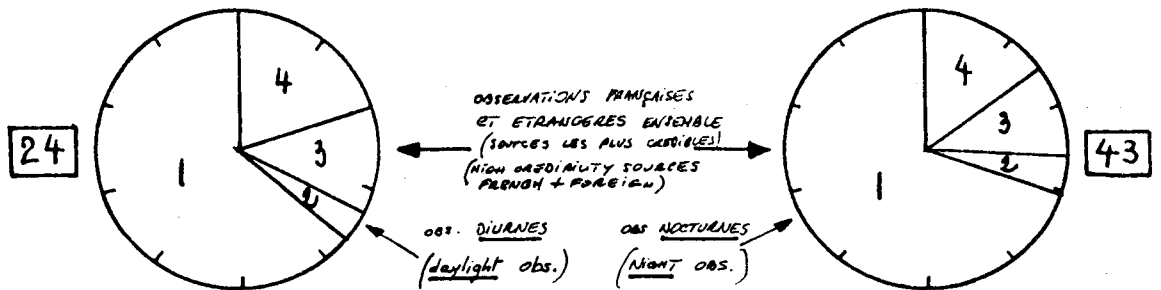 4
3
2
1
24
OBSERVATIONS FRANÇAISES
ET ETRANGERES ENSEMBLE
(SOURCES LES PLUS CREDIBLES)
(HIGH CREDIBILITY SOURCES
FRENCH + FOREIGN)
OBS. DIURNES
(daylight OBS.)
OBS NOCTURNES
(NIGHT OBS.)
4
3
2
1
43